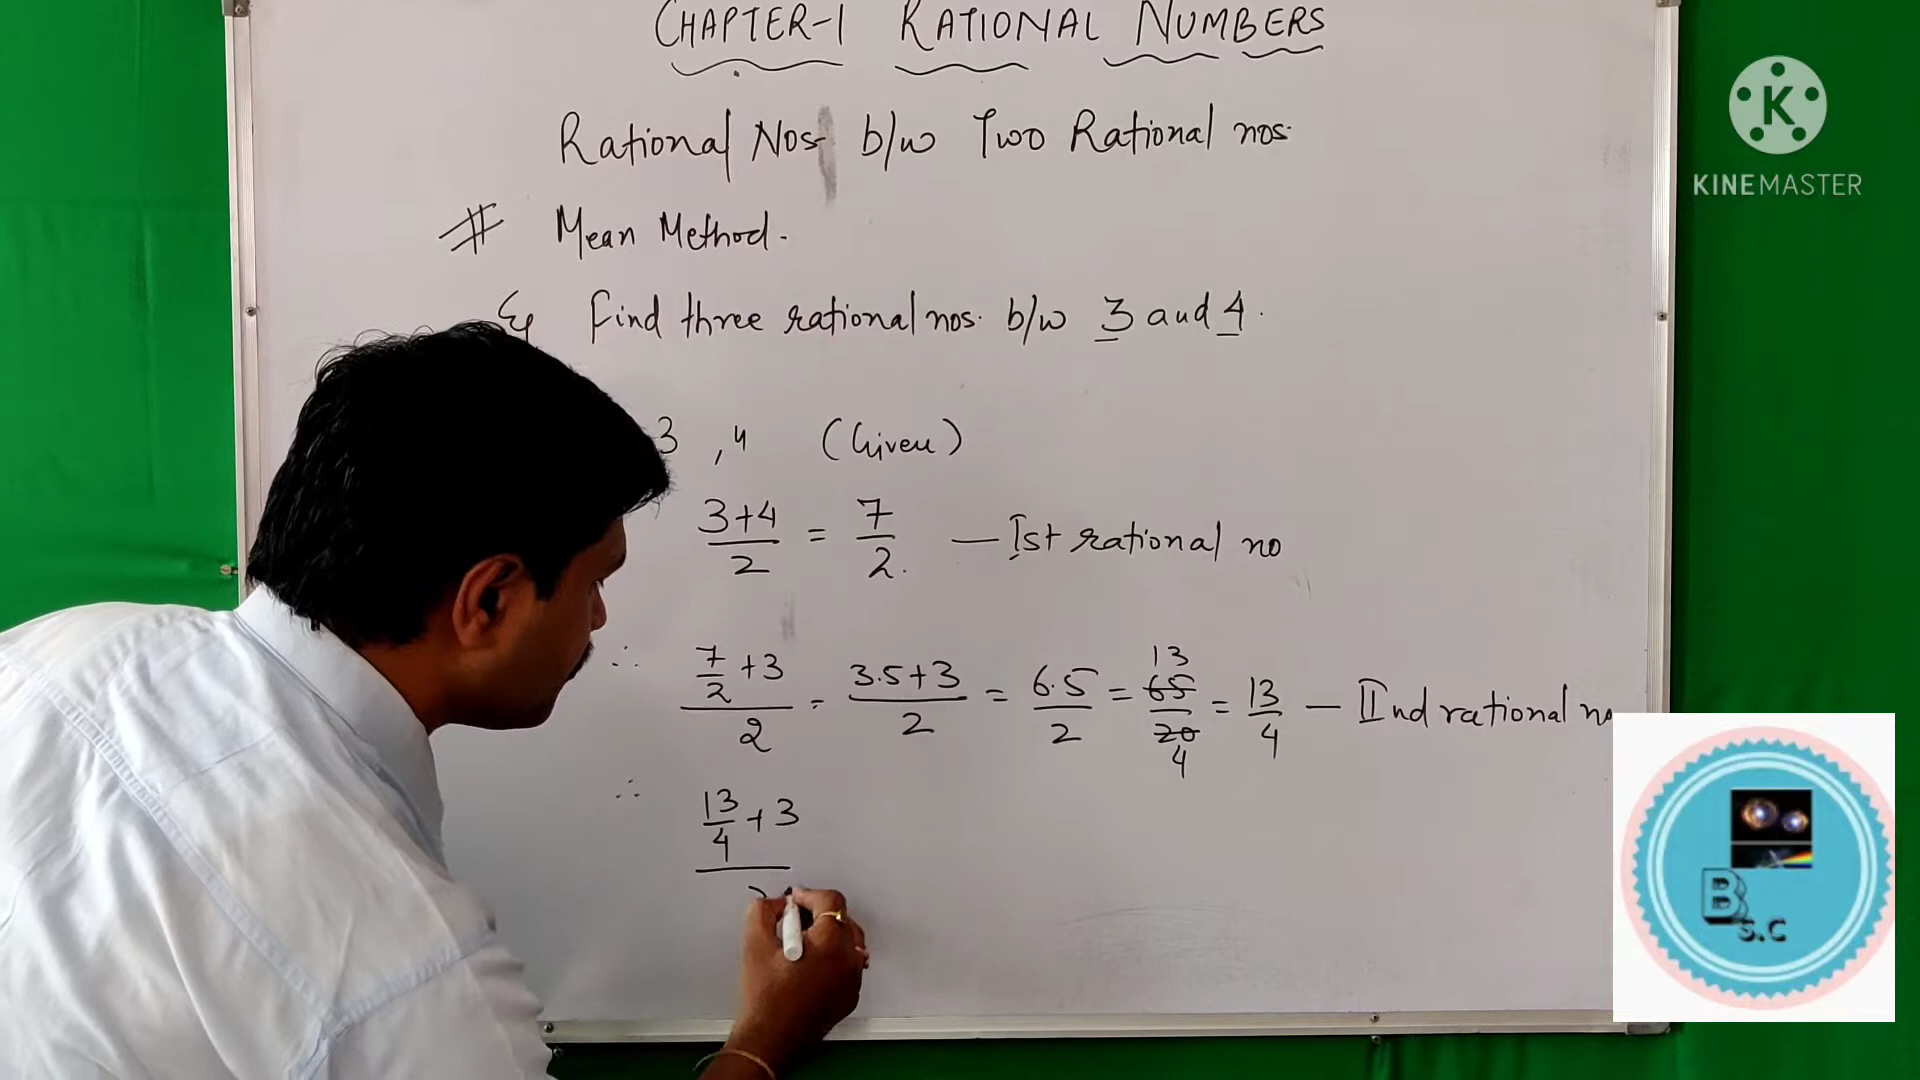 CHAPTER-1 RATIONAL NUMBERS
Rational Nos b/w Two Rational nos.
KINEMASTER
# Mean Method.
Eg Find three rational nos. b/w 3 and 4.
3 , 4 (Given)
(3+4)/2 = 7/2. — Ist rational no
∴ (7/2 + 3)/2 = (3.5+3)/2 = 6.5/2 = 13 65/20 4 = 13/4 — IInd rational no
∴ (13/4 + 3)/2
B s.c